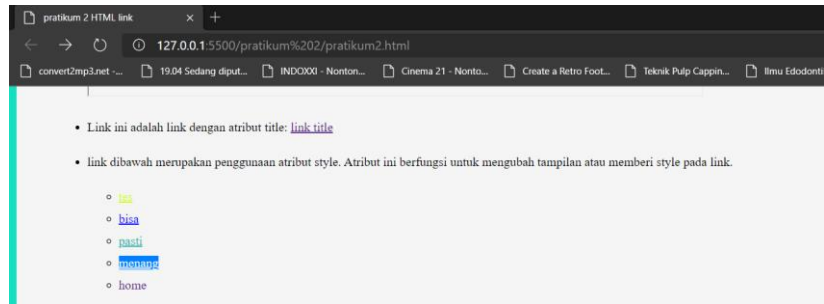 pratikum 2 HTML link
127.0.0.1:5500/pratikum%202/pratikum2.html
convert2mp3.net -...
19.04 Sedang diput...
INDOXXI - Nonton...
Cinema 21 - Nonto...
Create a Retro Foot...
Teknik Pulp Cappin...
Ilmu Edodonti
Link ini adalah link dengan atribut title: link title
link dibawah merupakan penggunaan atribut style. Atribut ini berfungsi untuk mengubah tampilan atau memberi style pada link.
tes
bisa
pasti
menang
home